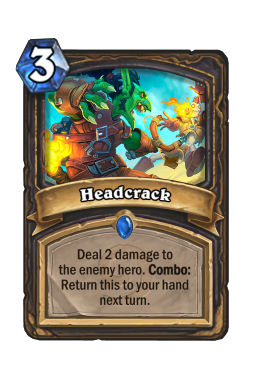 3
Headcrack
Deal 2 damage to
the enemy hero. Combo:
Return this to your hand
next turn.